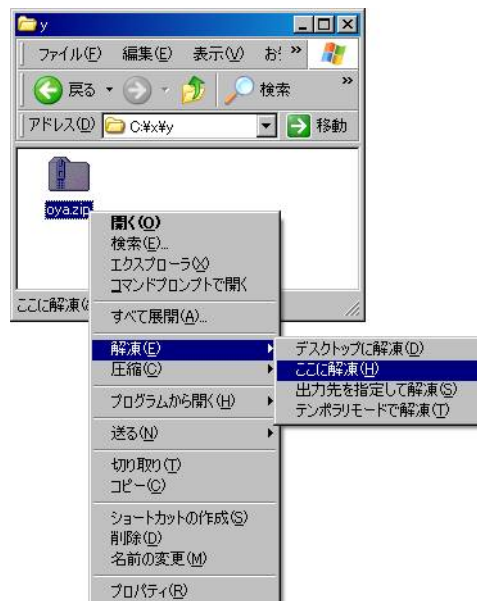 y
ファイル(F) 編集(E) 表示(V) お! »
戻る 検索 »
アドレス(D) C:¥x¥y 移動
oya.zip
開く(O)
検索(E)...
エクスプローラ(X)
コマンドプロンプトで開く
ここに解凍(
すべて展開(A)...
解凍(E)
圧縮(C)
プログラムから開く(H)
送る(N)
切り取り(T)
コピー(C)
ショートカットの作成(S)
削除(D)
名前の変更(M)
プロパティ(R)
デスクトップに解凍(D)
ここに解凍(H)
出力先を指定して解凍(S)
テンポラリモードで解凍(T)